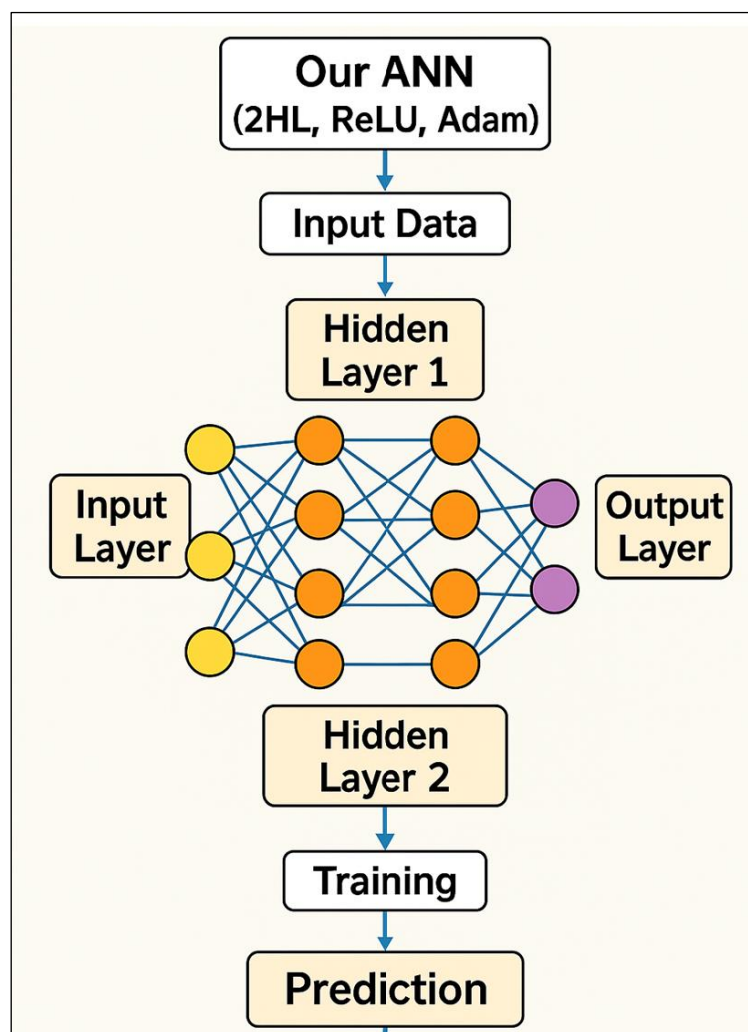 Our ANN
(2HL, ReLU, Adam)
Input Data
Hidden
Layer 1
Input
Layer
Output
Layer
Hidden
Layer 2
Training
Prediction